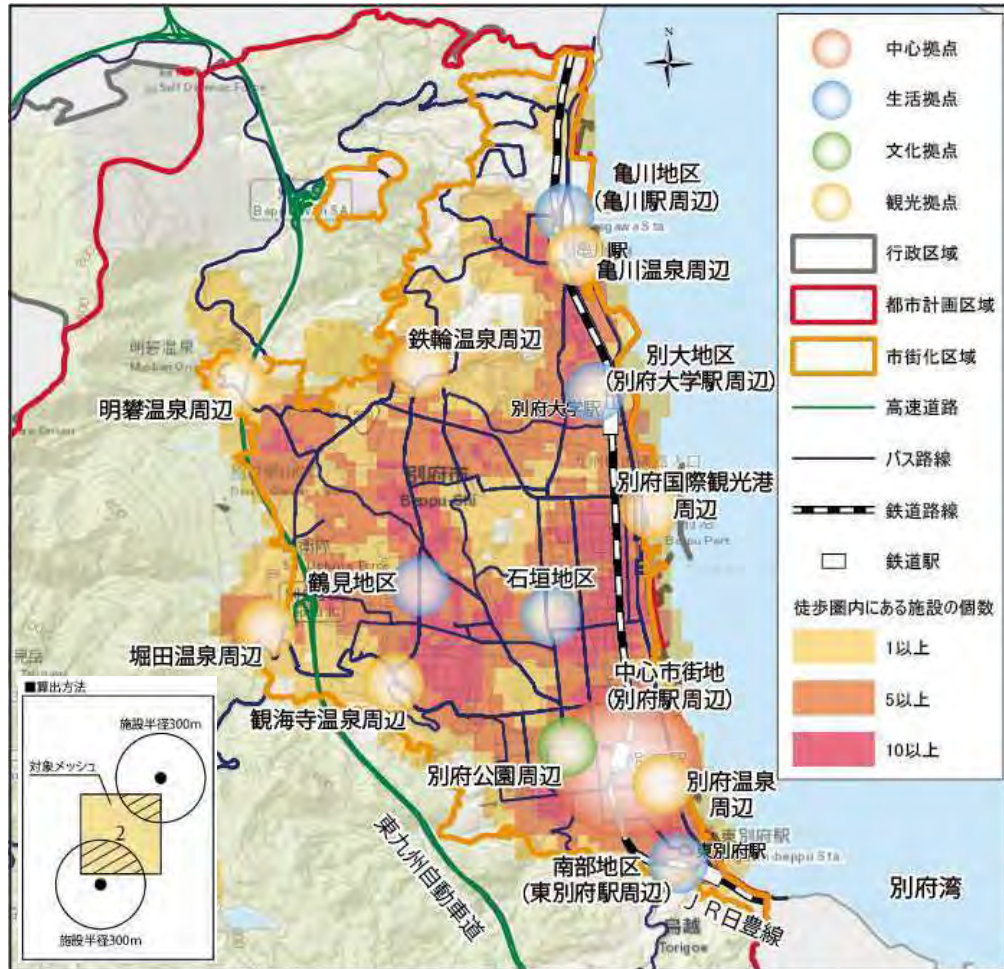 N
中心拠点
生活拠点
文化拠点
観光拠点
行政区域
都市計画区域
市街化区域
高速道路
バス路線
鉄道路線
鉄道駅
徒歩圏内にある施設の個数
1以上
5以上
10以上
亀川地区
(亀川駅周辺)
駅
亀川温泉周辺
鉄輪温泉周辺
別大地区
(別府大学駅周辺)
別府大学駅
明礬温泉
明礬温泉周辺
別府市
Beppu Shi
別府国際観光港
周辺
鶴見地区
石垣地区
堀田温泉周辺
中心市街地
(別府駅周辺)
観海寺温泉周辺
別府公園周辺
別府温泉
周辺
東別府駅
東別府駅
南部地区
(東別府駅周辺)
別府湾
JR日豊線
東九州自動車道
鳥越
Torigoe
■算出方法
施設半径300m
対象メッシュ
2
施設半径300m